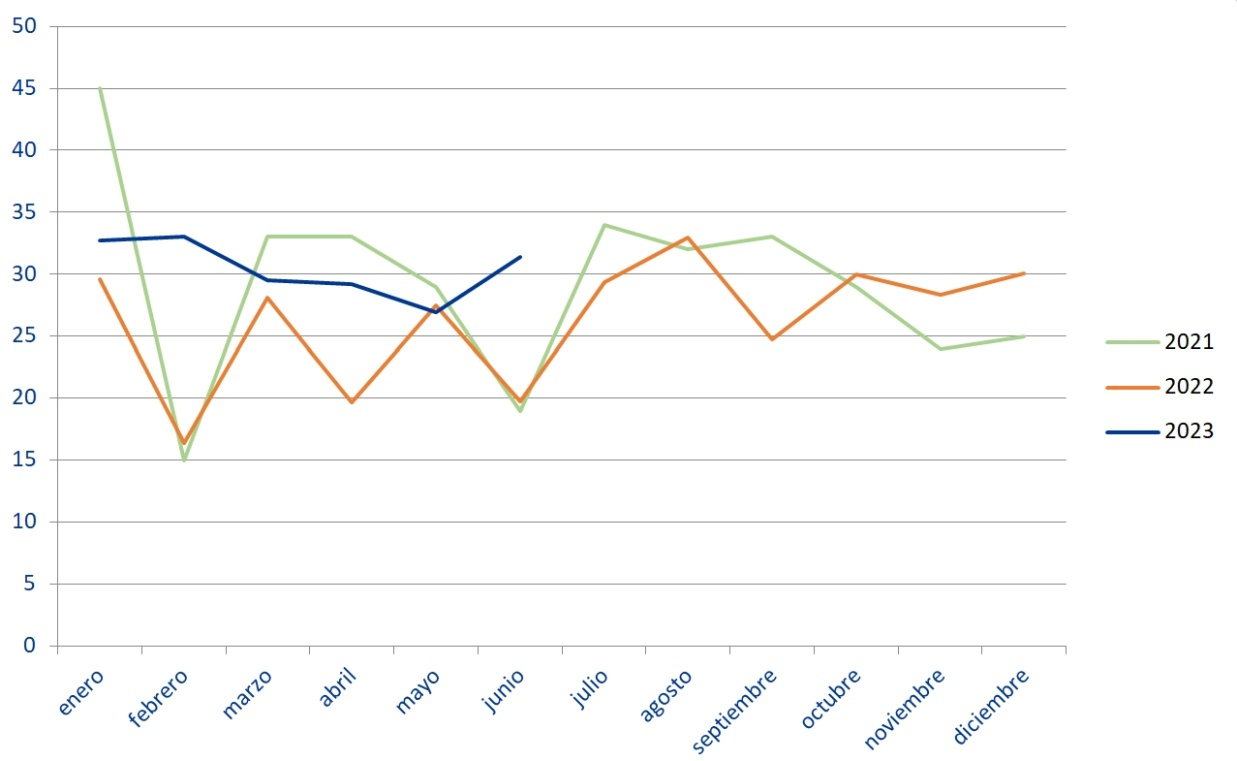 50
45
40
35
30
25
20
15
10
5
0
enero
febrero
marzo
abril
mayo
junio
julio
agosto
septiembre
octubre
noviembre
diciembre
2021
2022
2023